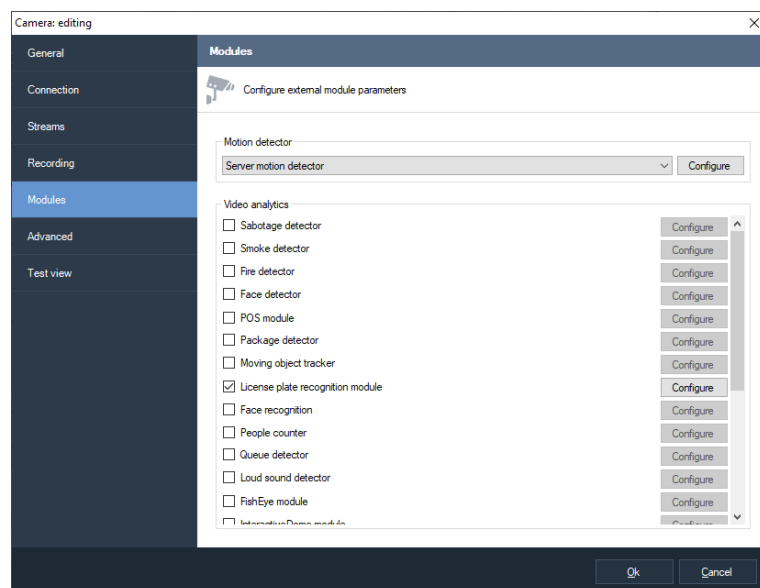 Camera: editing
General
Modules
Connection
Configure external module parameters
Streams
Motion detector
Recording
Server motion detector
Configure
Modules
Video analytics
Sabotage detector Configure
Advanced
Smoke detector Configure
Test view
Fire detector Configure
Face detector Configure
POS module Configure
Package detector Configure
Moving object tracker Configure
License plate recognition module Configure
Face recognition Configure
People counter Configure
Queue detector Configure
Loud sound detector Configure
FishEye module Configure
InteractiveDemo module Configure
Ok Cancel